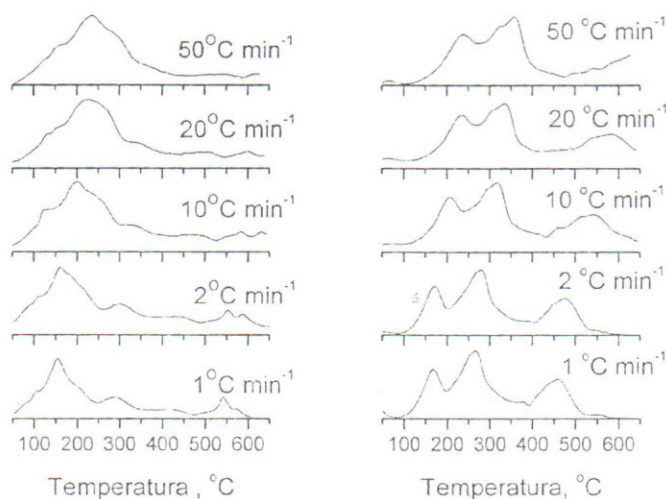 50°C min-1
20°C min-1
10°C min-1
2°C min-1
1°C min-1
100 200 300 400 500 600
Temperatura , °C
50 °C min-1
20 °C min-1
10 °C min-1
2 °C min-1
1 °C min-1
100 200 300 400 500 600
Temperatura , °C